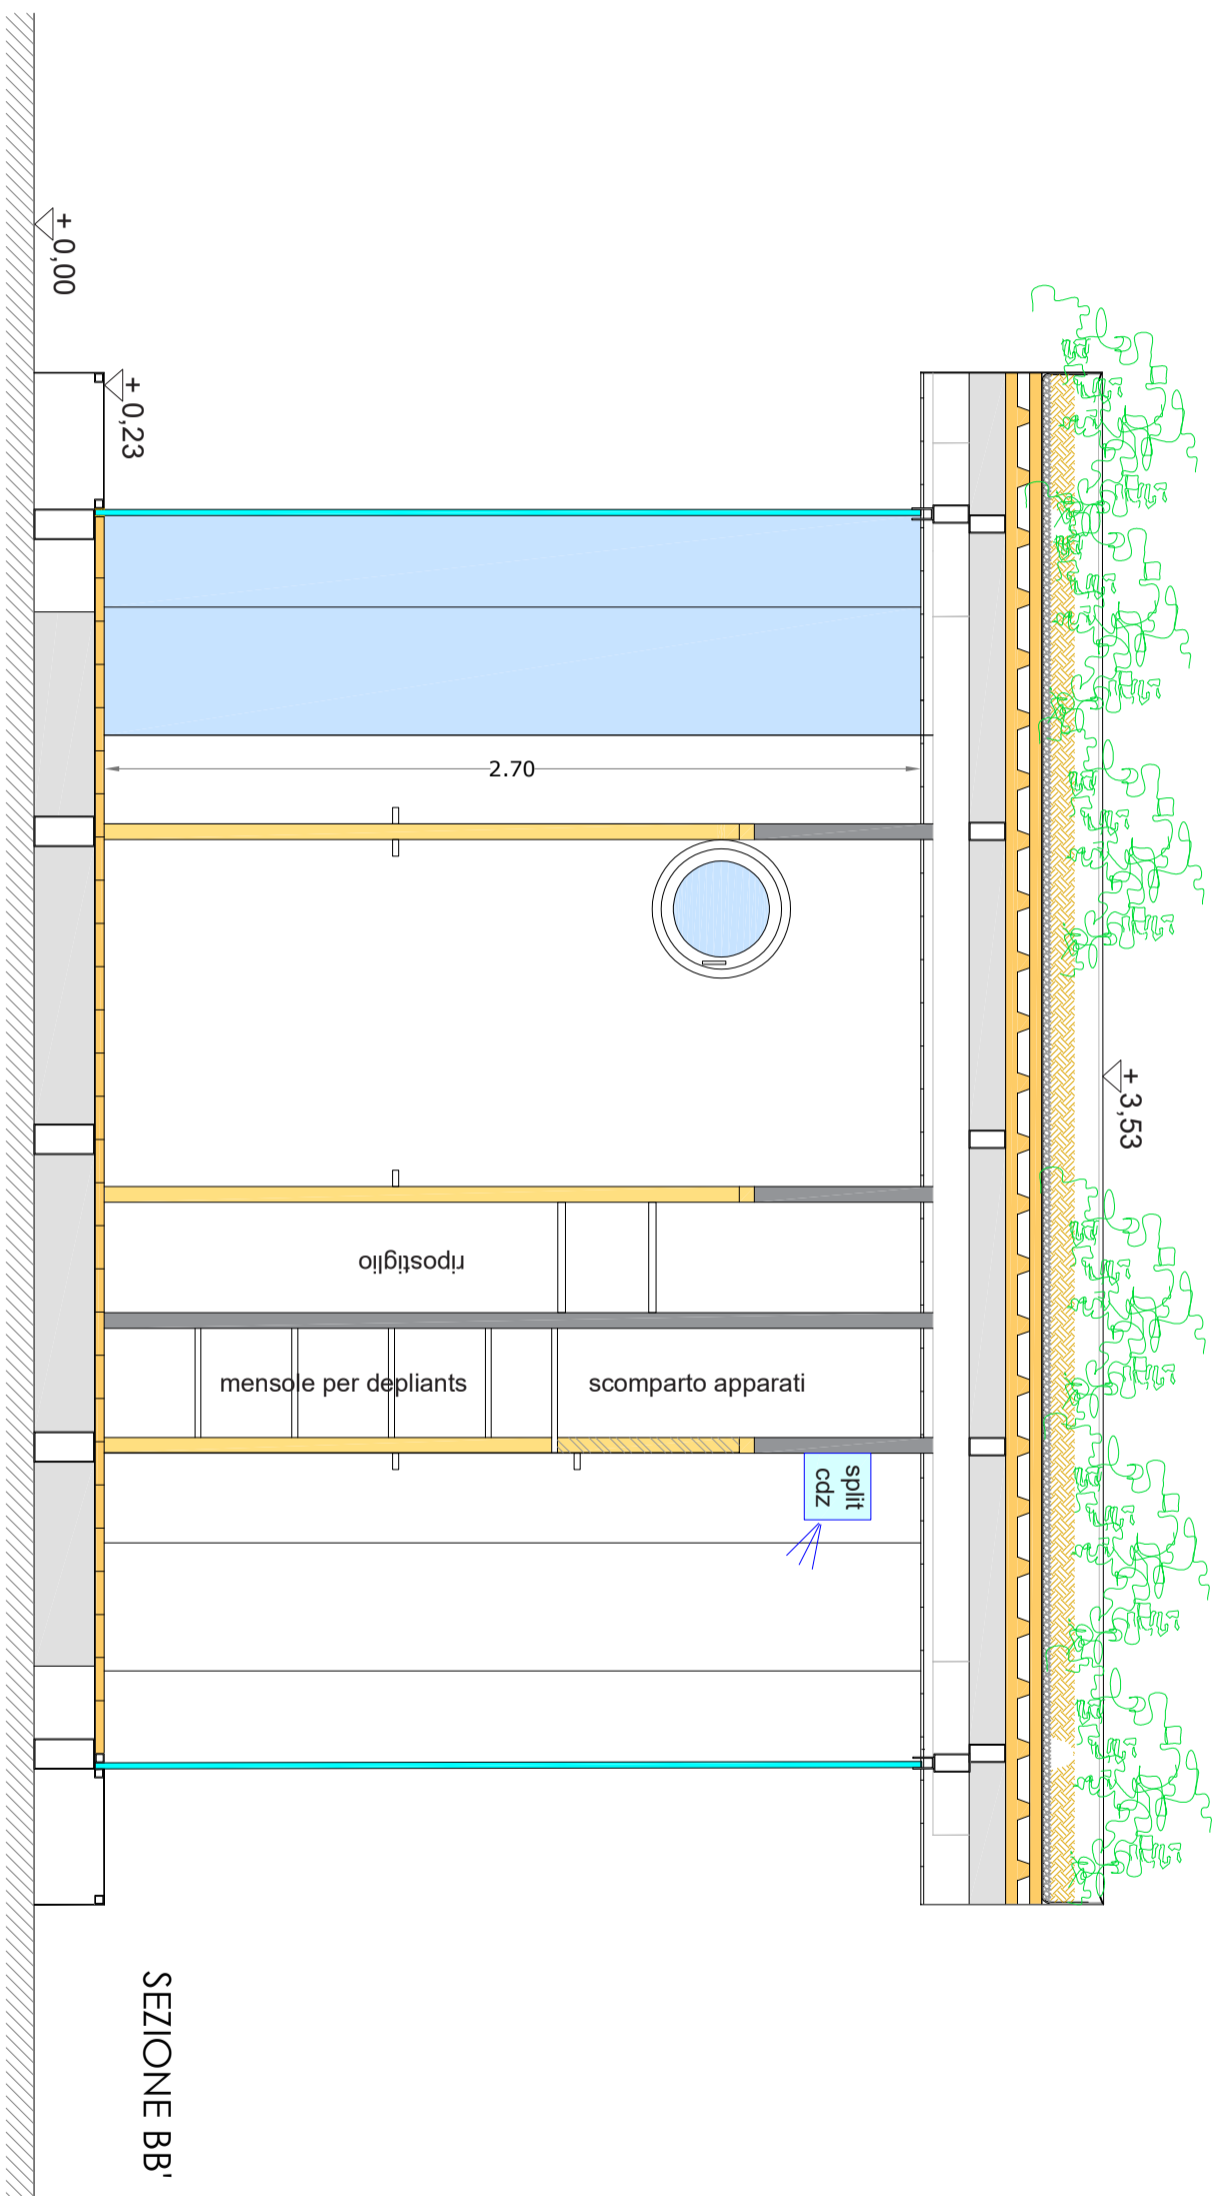 + 0,00
+ 0,23
2.70
+ 3,53
ripostiglio
mensole per depliants
scomparto apparati
split
cdz
SEZIONE BB'